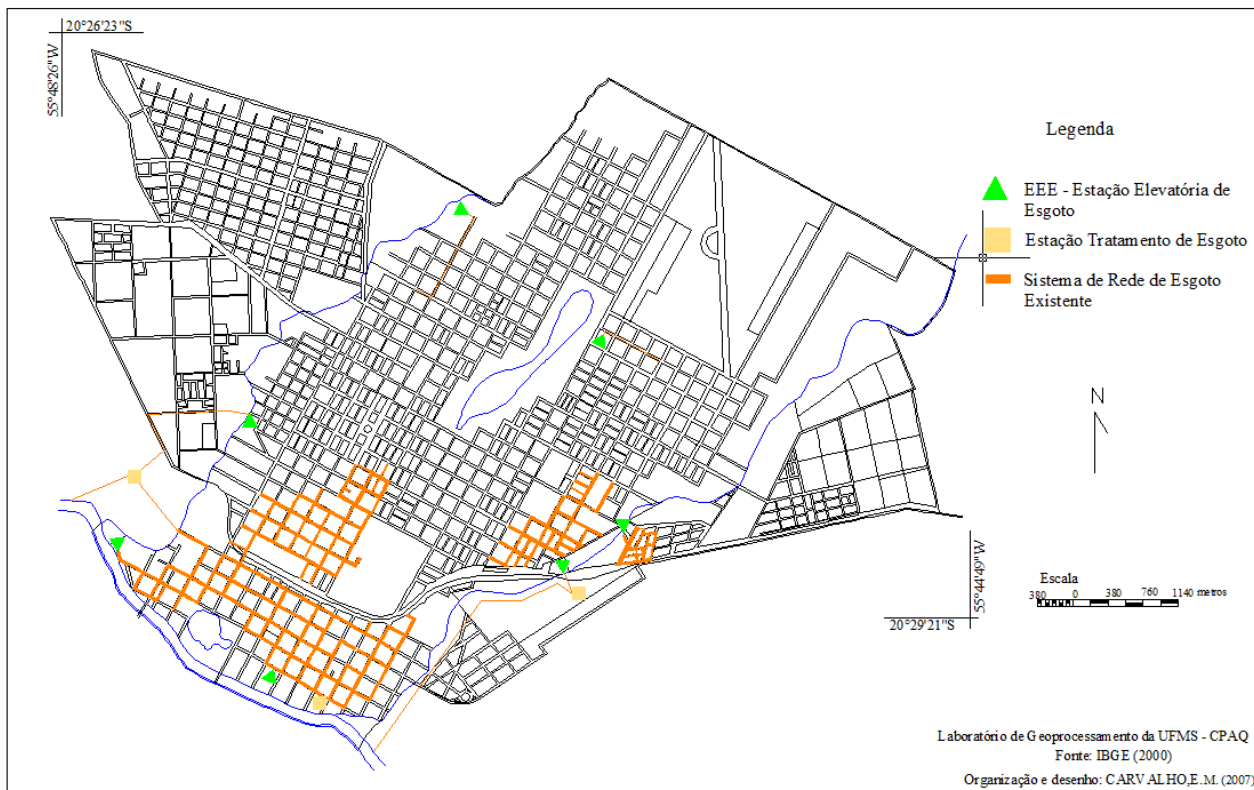 20°26'23"S
55°48'26"W
Legenda
EEE - Estação Elevatória de
Esgoto
Estação Tratamento de Esgoto
Sistema de Rede de Esgoto
Existente
N
Escala
380 0 380 760 1140 metros
55°44'49"W
20°29'21"S
Laboratório de Geoprocessamento da UFMS - CPAQ
Fonte: IBGE (2000)
Organização e desenho: CARVALHO,E.M. (2007)